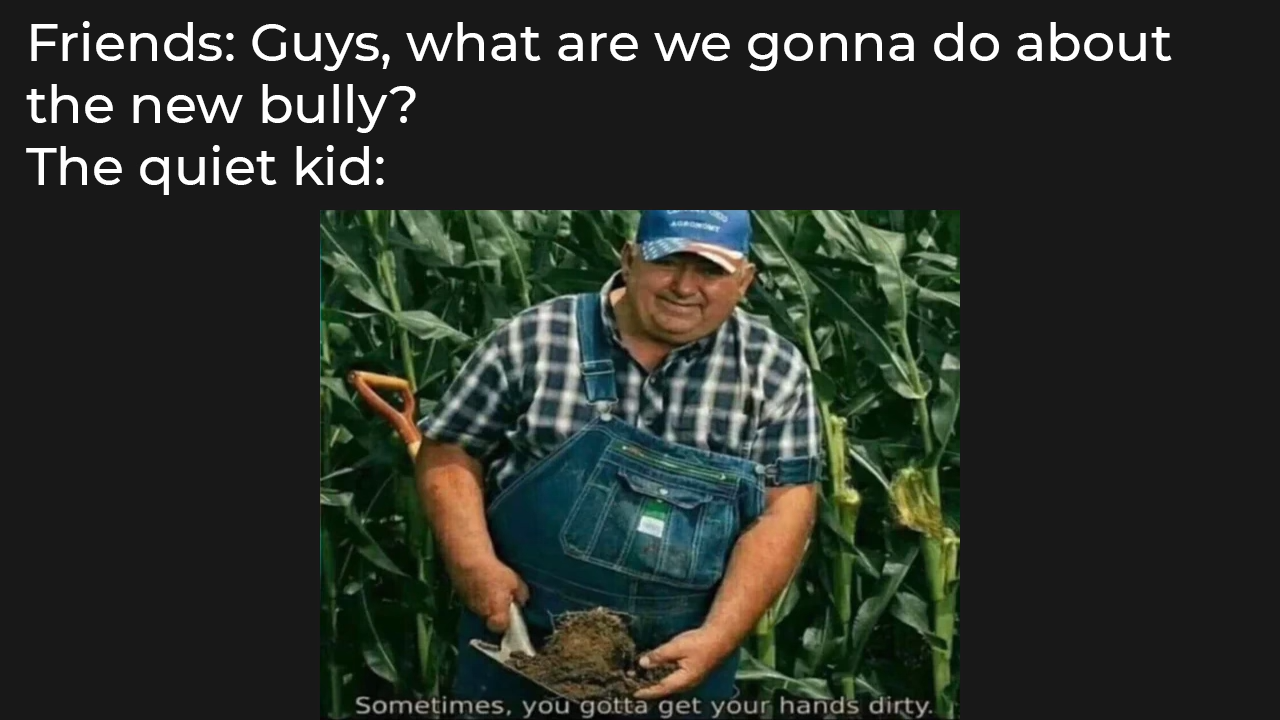 Friends: Guys, what are we gonna do about
the new bully?
The quiet kid:
AGRONOMY
Sometimes, you gotta get your hands dirty.